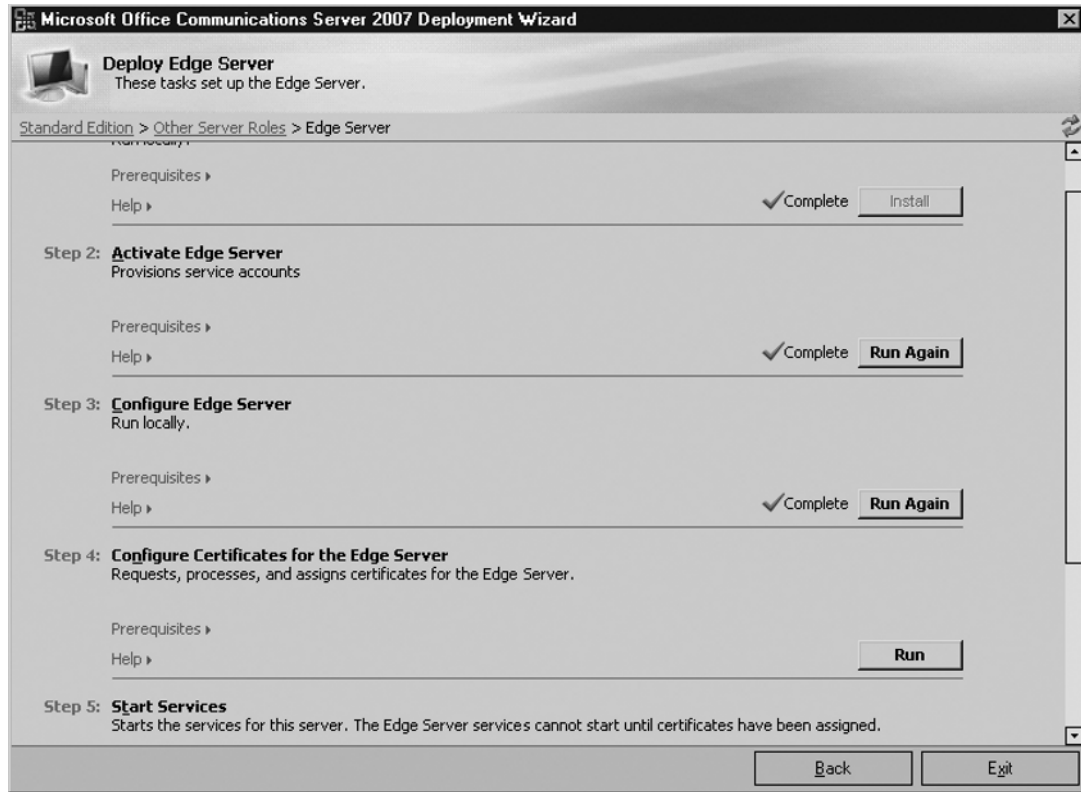 Microsoft Office Communications Server 2007 Deployment Wizard
Deploy Edge Server
These tasks set up the Edge Server.
Standard Edition > Other Server Roles > Edge Server
Prerequisites
Help
Complete
Install
Step 2: Activate Edge Server
Provisions service accounts
Prerequisites
Help
Complete
Run Again
Step 3: Configure Edge Server
Run locally.
Prerequisites
Help
Complete
Run Again
Step 4: Configure Certificates for the Edge Server
Requests, processes, and assigns certificates for the Edge Server.
Prerequisites
Help
Run
Step 5: Start Services
Starts the services for this server. The Edge Server services cannot start until certificates have been assigned.
Back
Exit